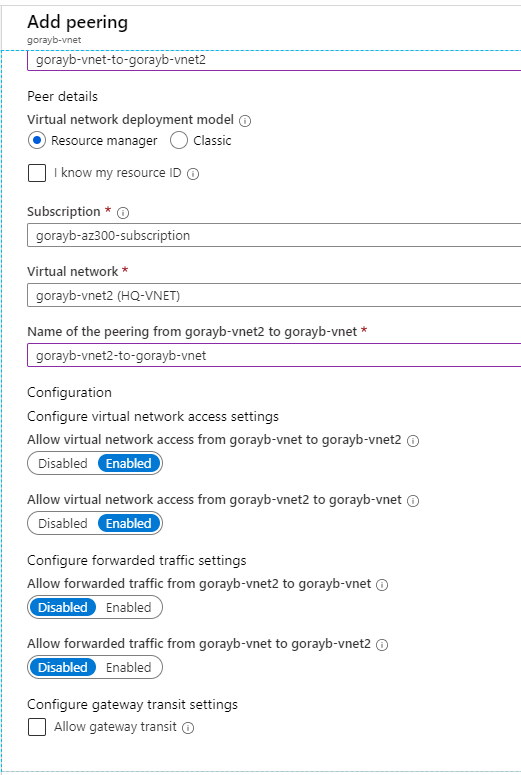 Add peering
gorayb-vnet
gorayb-vnet-to-gorayb-vnet2
Peer details
Virtual network deployment model
Resource manager Classic
I know my resource ID
Subscription *
gorayb-az300-subscription
Virtual network *
gorayb-vnet2 (HQ-VNET)
Name of the peering from gorayb-vnet2 to gorayb-vnet *
gorayb-vnet2-to-gorayb-vnet
Configuration
Configure virtual network access settings
Allow virtual network access from gorayb-vnet to gorayb-vnet2
Disabled Enabled
Allow virtual network access from gorayb-vnet2 to gorayb-vnet
Disabled Enabled
Configure forwarded traffic settings
Allow forwarded traffic from gorayb-vnet2 to gorayb-vnet
Disabled Enabled
Allow forwarded traffic from gorayb-vnet to gorayb-vnet2
Disabled Enabled
Configure gateway transit settings
Allow gateway transit